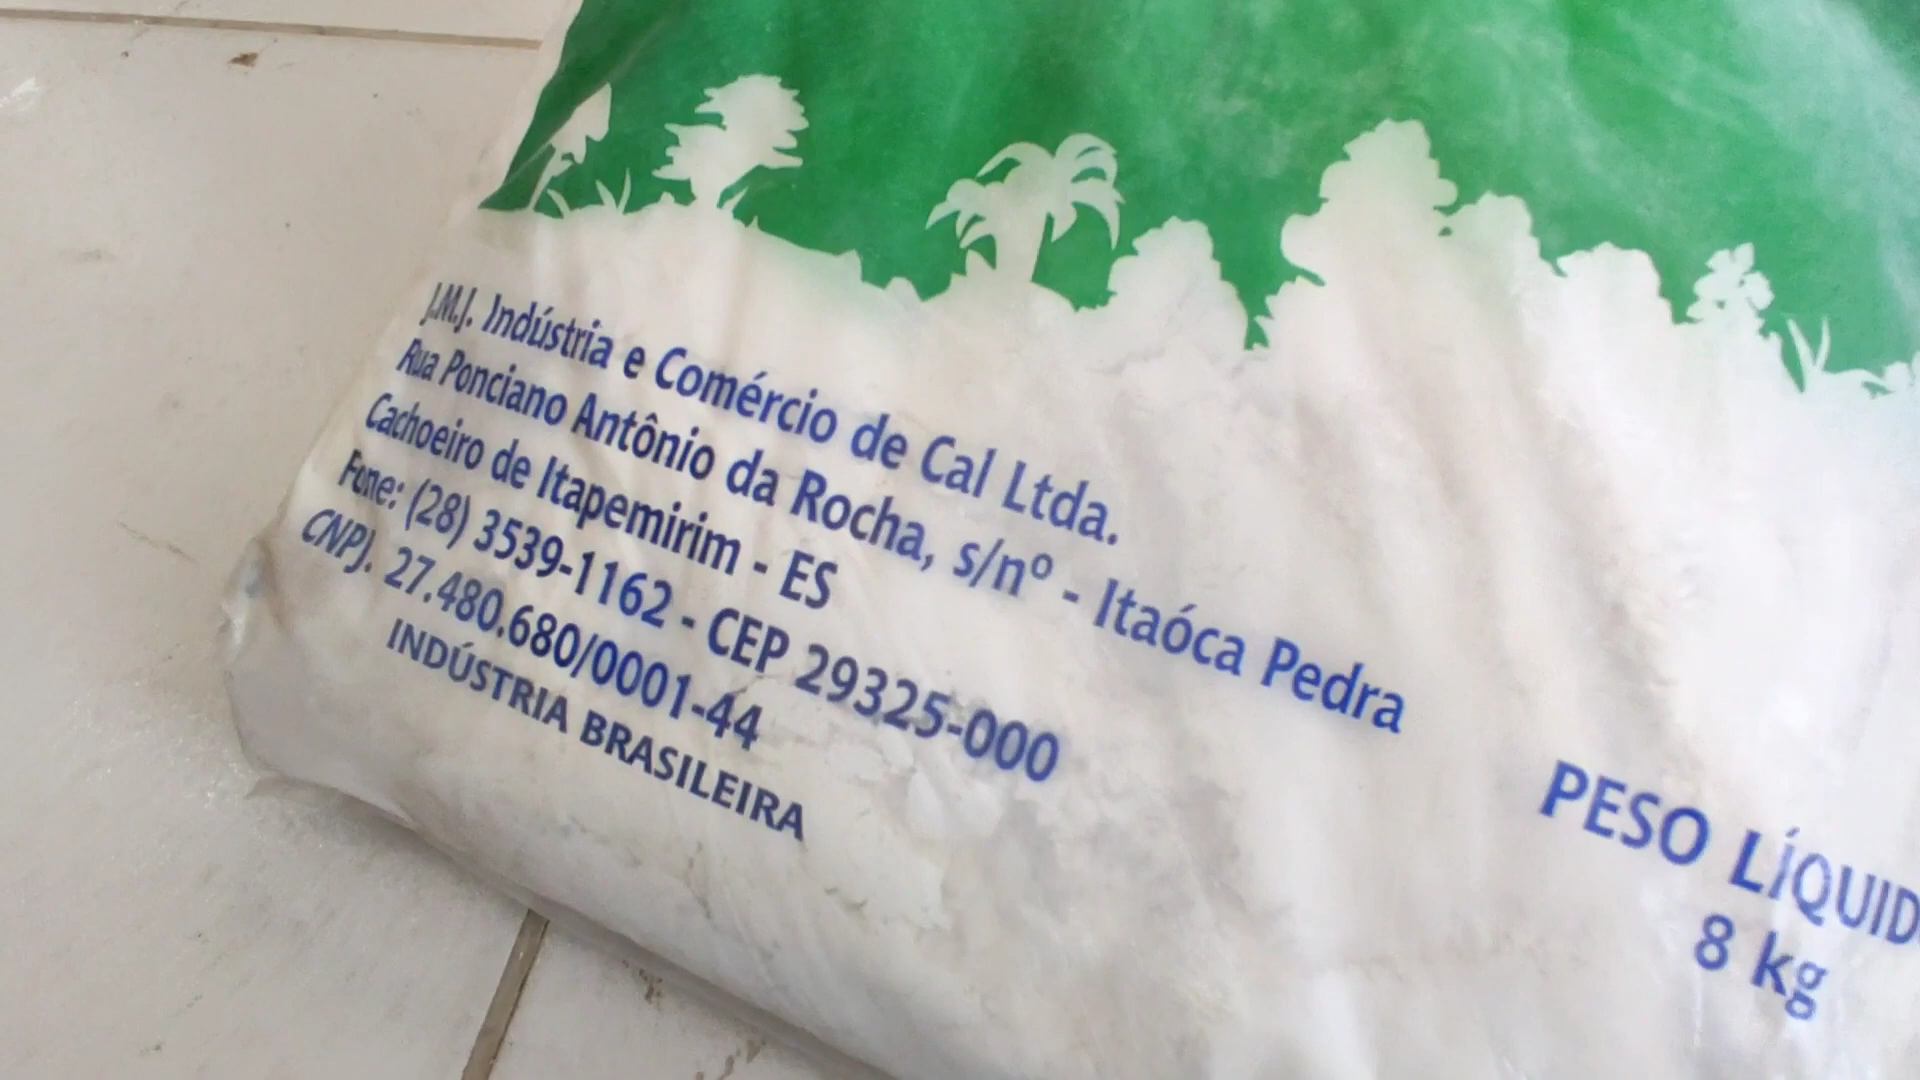 J.M.J. Indústria e Comércio de Cal Ltda.
Rua Ponciano Antônio da Rocha, s/nº - Itaóca Pedra
Cachoeiro de Itapemirim - ES
Fone: (28) 3539-1162 - CEP 29325-000
CNPJ. 27.480.680/0001-44
INDÚSTRIA BRASILEIRA
PESO LÍQUID
8 kg